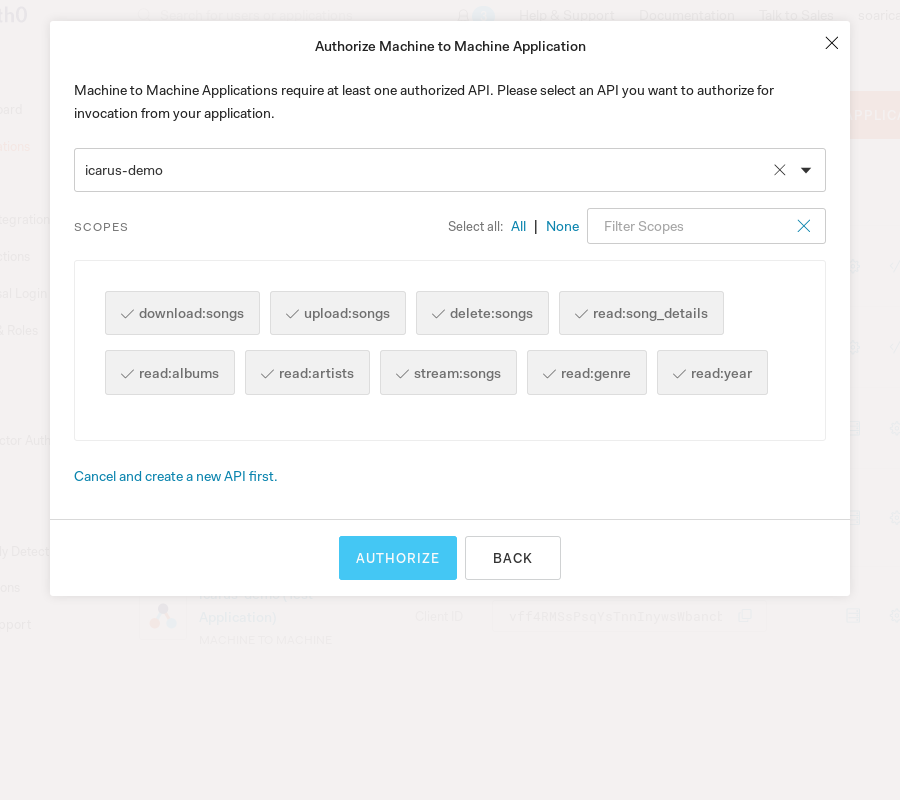 th0
Help & Support
Documentation
Talk to Sales
Authorize Machine to Machine Application
Machine to Machine Applications require at least one authorized API. Please select an API you want to authorize for
invocation from your application.
icarus-demo
SCOPES
Select all: All | None
Filter Scopes
download:songs
upload:songs
delete:songs
read:song_details
read:albums
read:artists
stream:songs
read:genre
read:year
Cancel and create a new API first.
AUTHORIZE
BACK
Application)
Client ID
MACHINE TO MACHINE